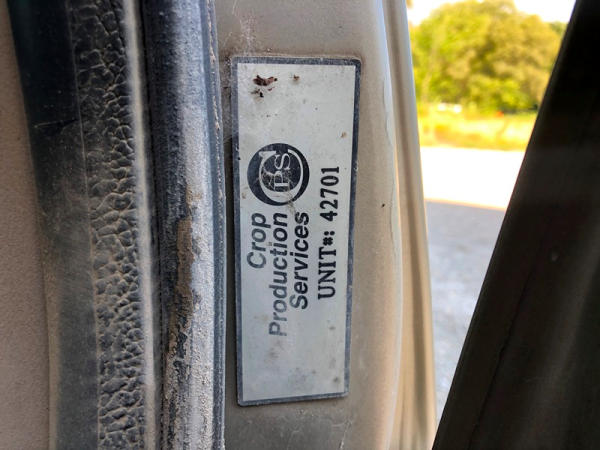 CPS
Crop
Production
Services
UNIT#: 42701